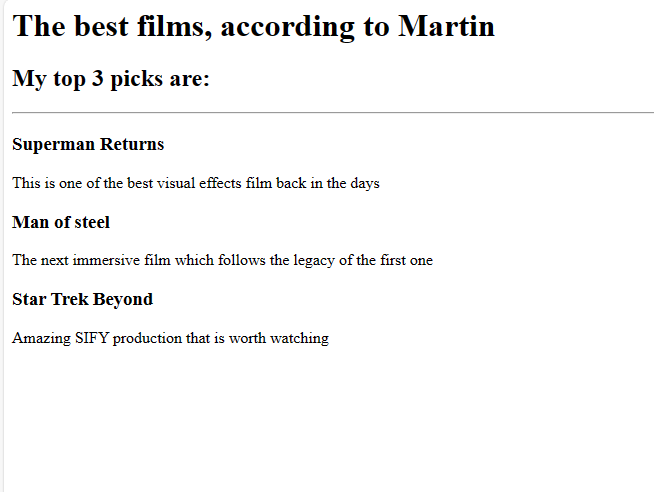 The best films, according to Martin
My top 3 picks are:
Superman Returns
This is one of the best visual effects film back in the days
Man of steel
The next immersive film which follows the legacy of the first one
Star Trek Beyond
Amazing SIFY production that is worth watching